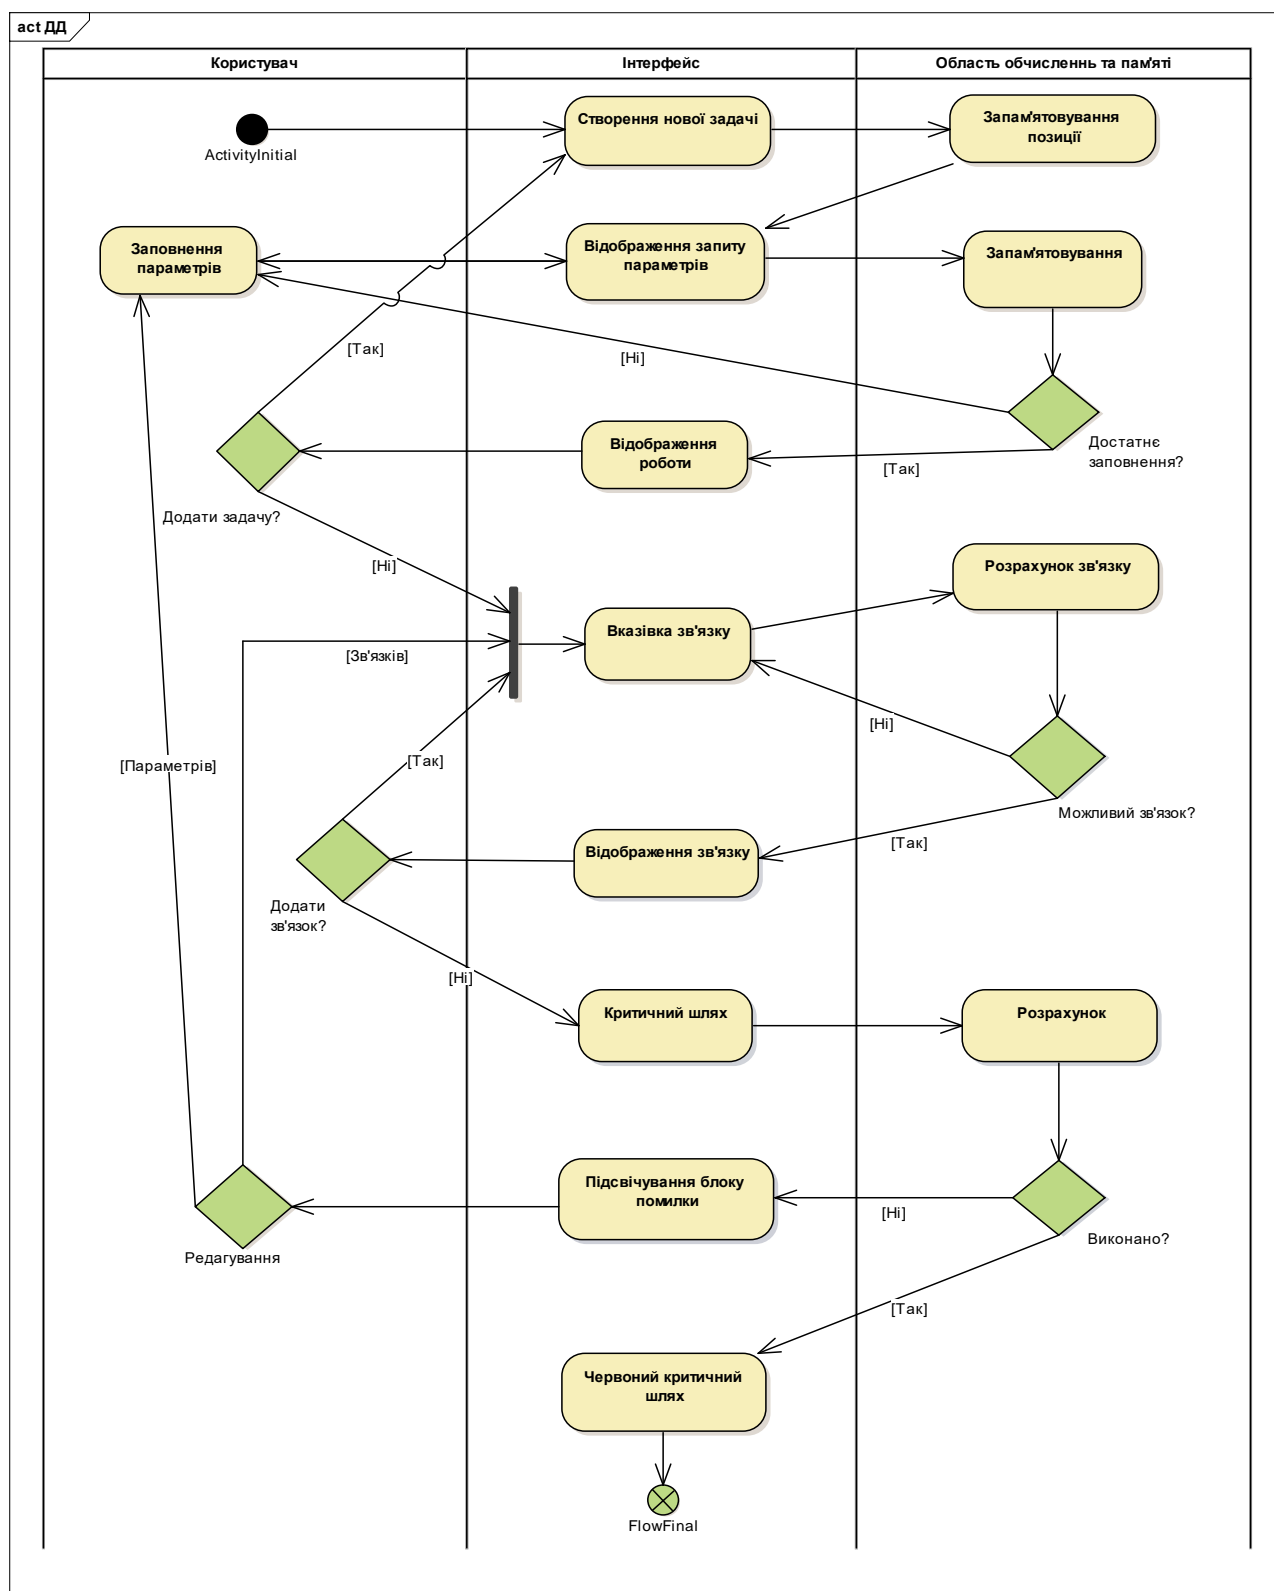 act ДД
Користувач
Інтерфейс
Область обчисленнь та пам'яті
Створення нової задачі
Запам'ятовування
позиції
ActivityInitial
Заповнення
параметрів
Відображення запиту
параметрів
Запам'ятовування
[Так]
[Ні]
Відображення
роботи
Достатнє
заповнення?
[Так]
Додати задачу?
[Ні]
Розрахунок зв'язку
Вказівка зв'язку
[Зв'язків]
[Ні]
[Так]
[Параметрів]
Можливий зв'язок?
[Так]
Відображення зв'язку
Додати
зв'язок?
[Ні]
Критичний шлях
Розрахунок
Підсвічування блоку
помилки
[Ні]
Виконано?
Редагування
[Так]
Червоний критичний
шлях
FlowFinal